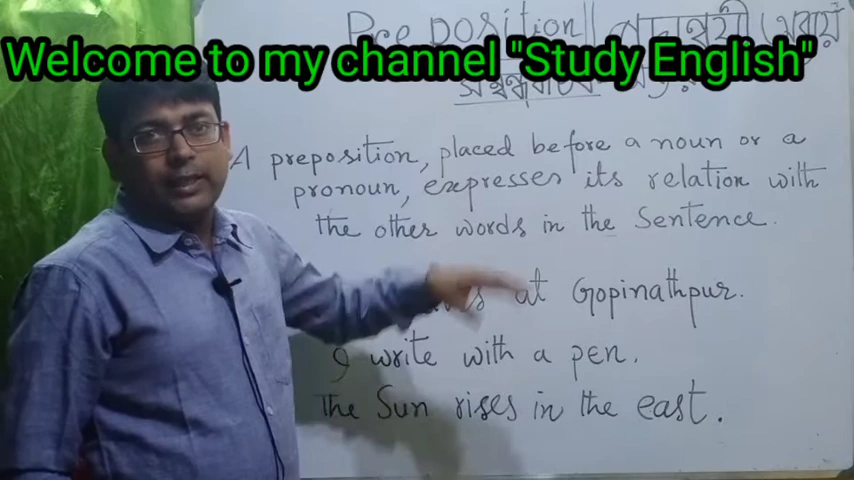 Preposition||
Welcome to my channel "Study English"
A preposition, placed before a noun or a
pronoun, expresses its relation with
the other words in the Sentence.
at Gopinathpur.
I write with a pen.
The Sun rises in the east.